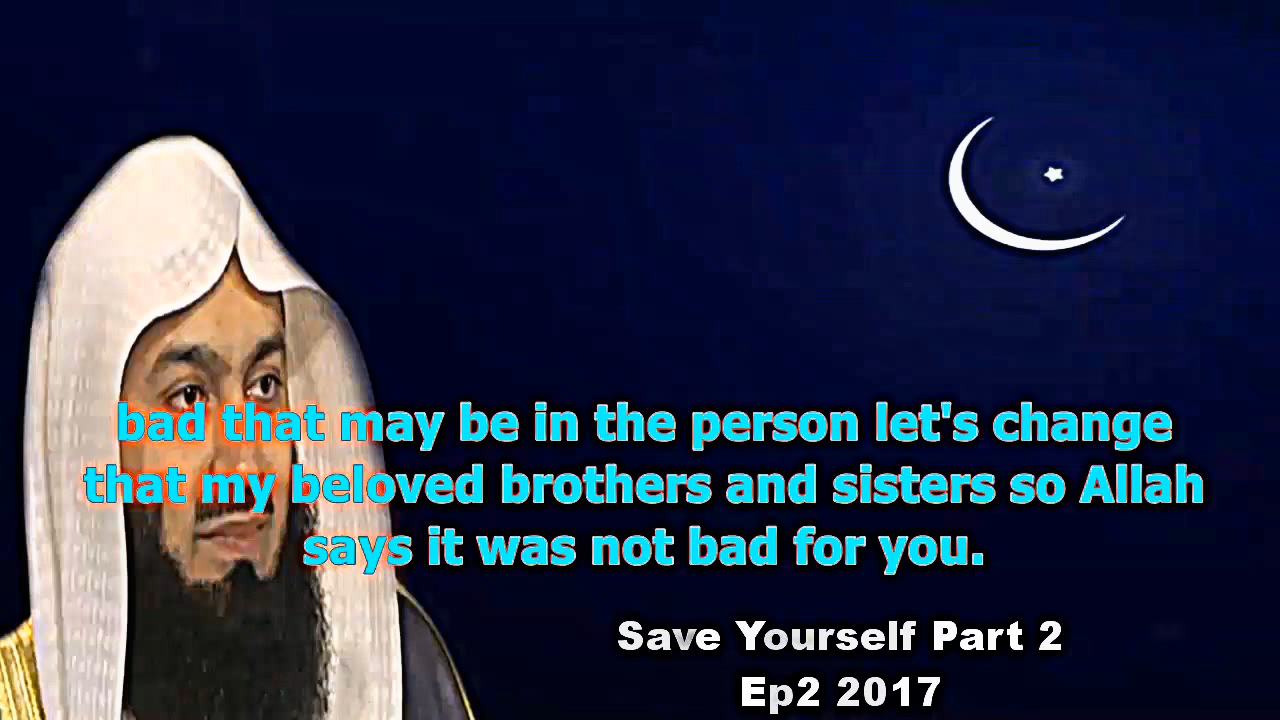 bad that may be in the person let's change
that my beloved brothers and sisters so Allah
says it was not bad for you.
Save Yourself Part 2
Ep2 2017